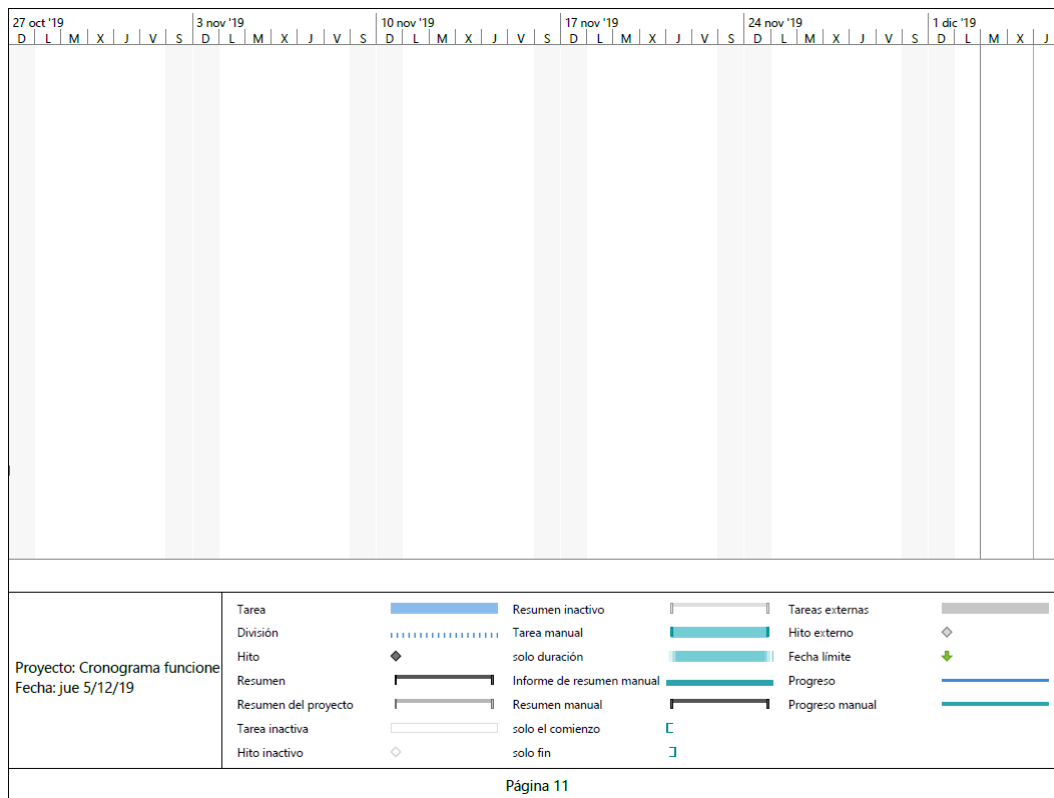 27 oct '19 3 nov '19 10 nov '19 17 nov '19 24 nov '19 1 dic '19
D L M X J V S D L M X J V S D L M X J V S D L M X J V S D L M X J V S D L M X J
Proyecto: Cronograma funcione
Fecha: jue 5/12/19
Tarea
División
Hito
Resumen
Resumen del proyecto
Tarea inactiva
Hito inactivo
Resumen inactivo
Tarea manual
solo duración
Informe de resumen manual
Resumen manual
solo el comienzo
solo fin
Tareas externas
Hito externo
Fecha límite
Progreso
Progreso manual
Página 11